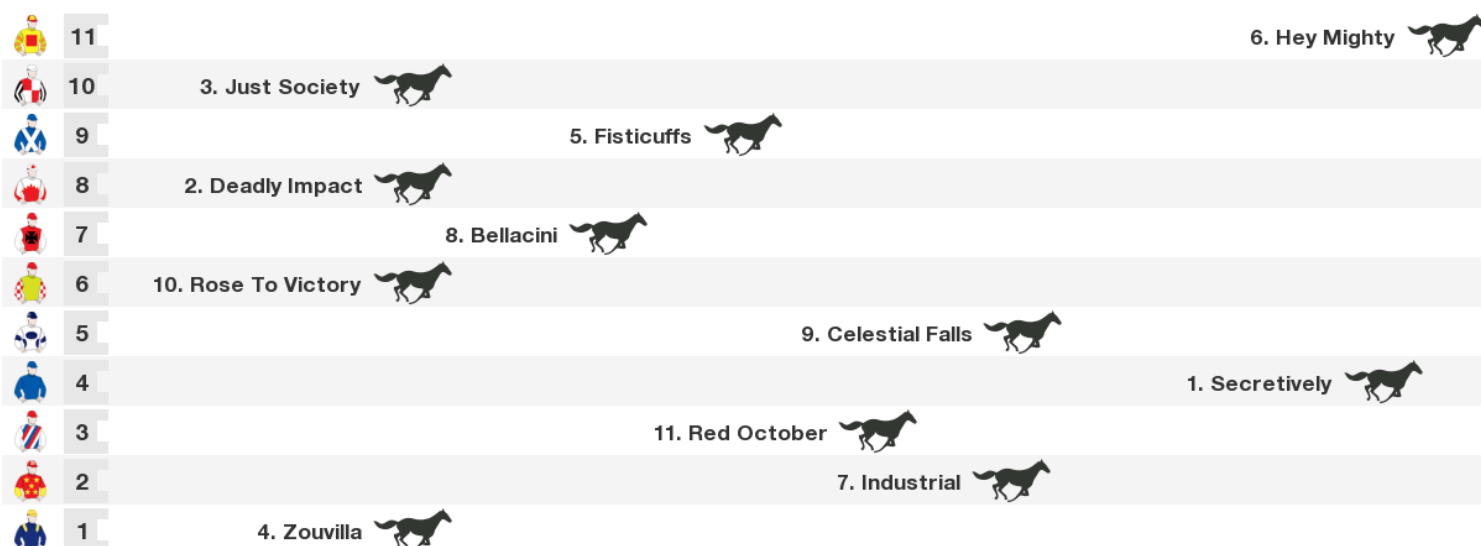 11 6. Hey Mighty
10 3. Just Society
9 5. Fisticuffs
8 2. Deadly Impact
7 8. Bellacini
6 10. Rose To Victory
5 9. Celestial Falls
4 1. Secretively
3 11. Red October
2 7. Industrial
1 4. Zouvilla